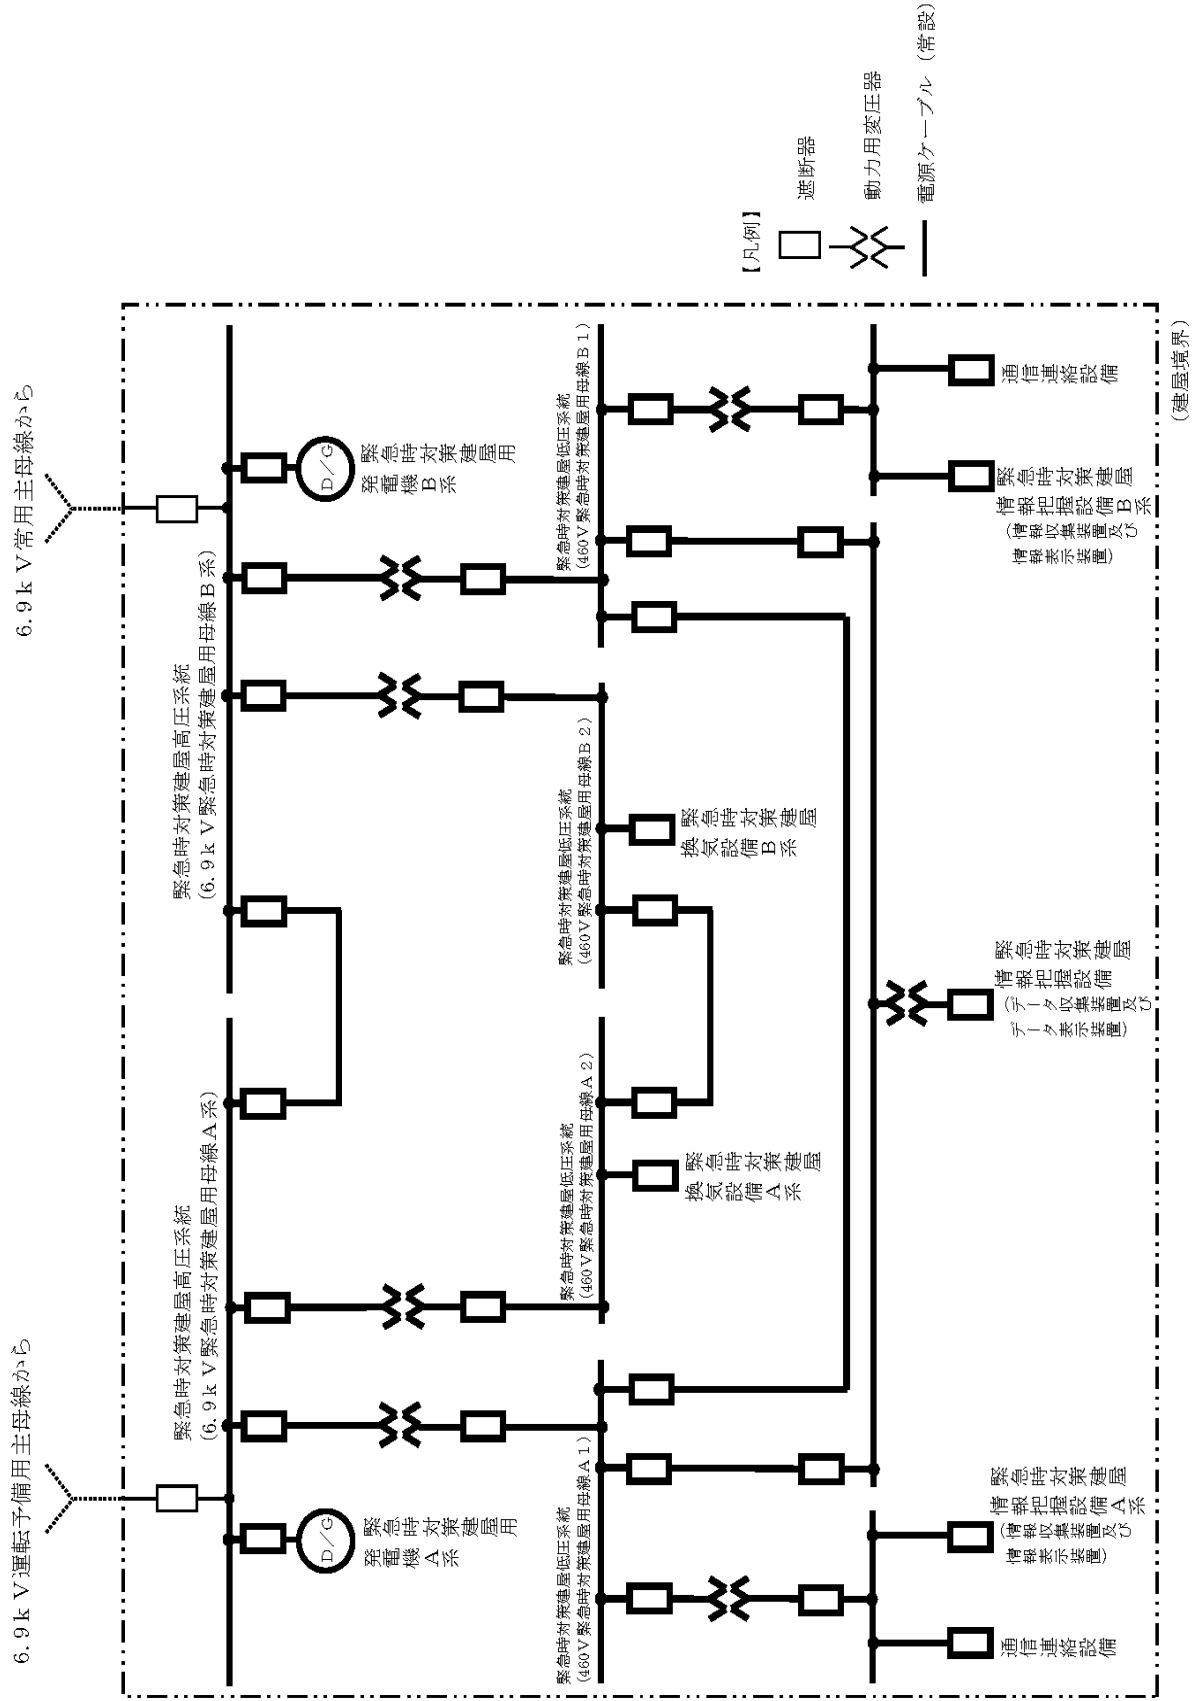 6.9kV運転予備用主母線から
6.9kV常用主母線から
緊急時対策建屋高圧系統
(6.9kV緊急時対策建屋用母線A系)
緊急時対策建屋高圧系統
(6.9kV緊急時対策建屋用母線B系)
D/G
緊急時対策建屋用
発電機A系
D/G
緊急時対策建屋用
発電機B系
緊急時対策建屋低圧系統
(460V緊急時対策建屋用母線A1)
緊急時対策建屋低圧系統
(460V緊急時対策建屋用母線A2)
緊急時対策建屋低圧系統
(460V緊急時対策建屋用母線B2)
緊急時対策建屋低圧系統
(460V緊急時対策建屋用母線B1)
緊急時対策建屋
換気設備A系
緊急時対策建屋
換気設備B系
通信連絡設備
緊急時対策建屋
情報把握設備A系
(情報収集装置及び
情報表示装置)
緊急時対策建屋
情報把握設備
(データ収集装置及び
データ表示装置)
緊急時対策建屋
情報把握設備B系
(情報収集装置及び
情報表示装置)
通信連絡設備
(建屋境界)
【凡例】
遮断器
動力用変圧器
電源ケーブル(常設)